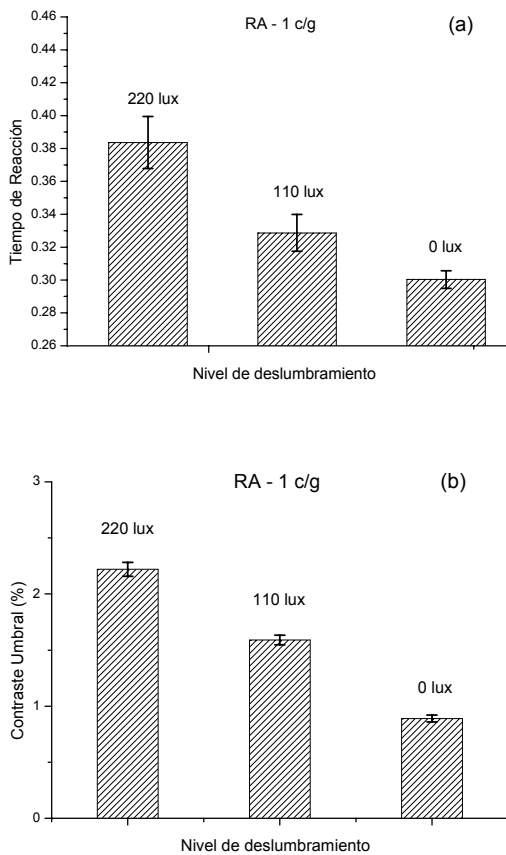 RA - 1 c/g
(a)
0.46
0.44
0.42
0.40
0.38
0.36
0.34
0.32
0.30
0.28
0.26
Tiempo de Reacción
220 lux
110 lux
0 lux
Nivel de deslumbramiento
RA - 1 c/g
(b)
3
2
1
0
Contraste Umbral (%)
220 lux
110 lux
0 lux
Nivel de deslumbramiento